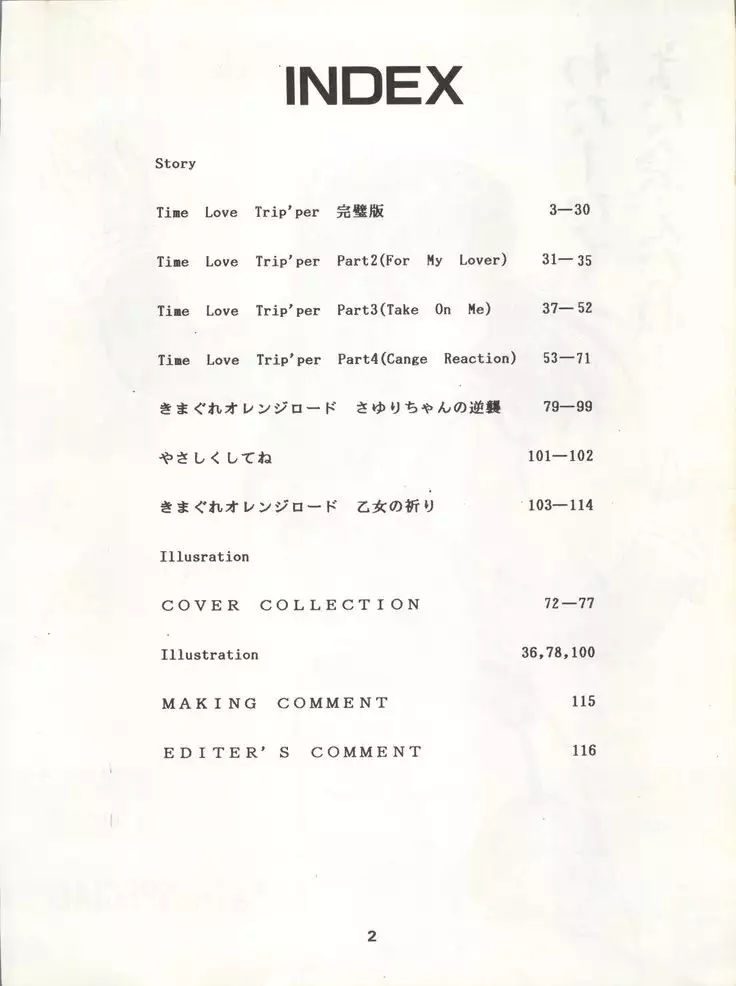 INDEX
Story
Time Love Trip'per 完璧版 3—30
Time Love Trip'per Part2(For My Lover) 31—35
Time Love Trip'per Part3(Take On Me) 37—52
Time Love Trip'per Part4(Cange Reaction) 53—71
きまぐれオレンジロード さゆりちゃんの逆襲 79—99
やさしくしてね 101—102
きまぐれオレンジロード 乙女の祈り 103—114
Illusration
COVER COLLECTION 72—77
Illustration 36,78,100
MAKING COMMENT 115
EDITER'S COMMENT 116
2